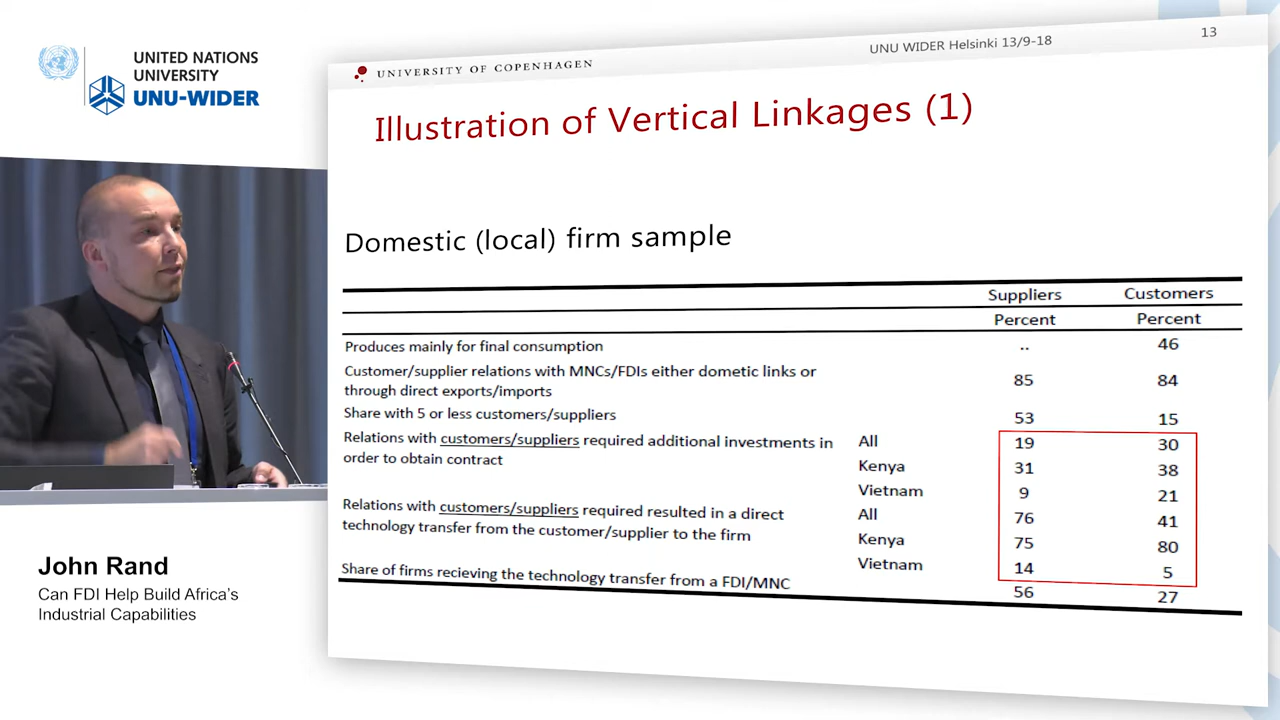 UNITED NATIONS
UNIVERSITY
UNU-WIDER
UNIVERSITY OF COPENHAGEN
UNU WIDER Helsinki 13/9-18
13
Illustration of Vertical Linkages (1)
Domestic (local) firm sample
Suppliers Customers
Percent Percent
Produces mainly for final consumption .. 46
Customer/supplier relations with MNCs/FDIs either dometic links or
through direct exports/imports 85 84
Share with 5 or less customers/suppliers 53 15
Relations with customers/suppliers required additional investments in All 19 30
order to obtain contract Kenya 31 38
Vietnam 9 21
Relations with customers/suppliers required resulted in a direct All 76 41
technology transfer from the customer/supplier to the firm Kenya 75 80
Vietnam 14 5
Share of firms recieving the technology transfer from a FDI/MNC 56 27
John Rand
Can FDI Help Build Africa's
Industrial Capabilities